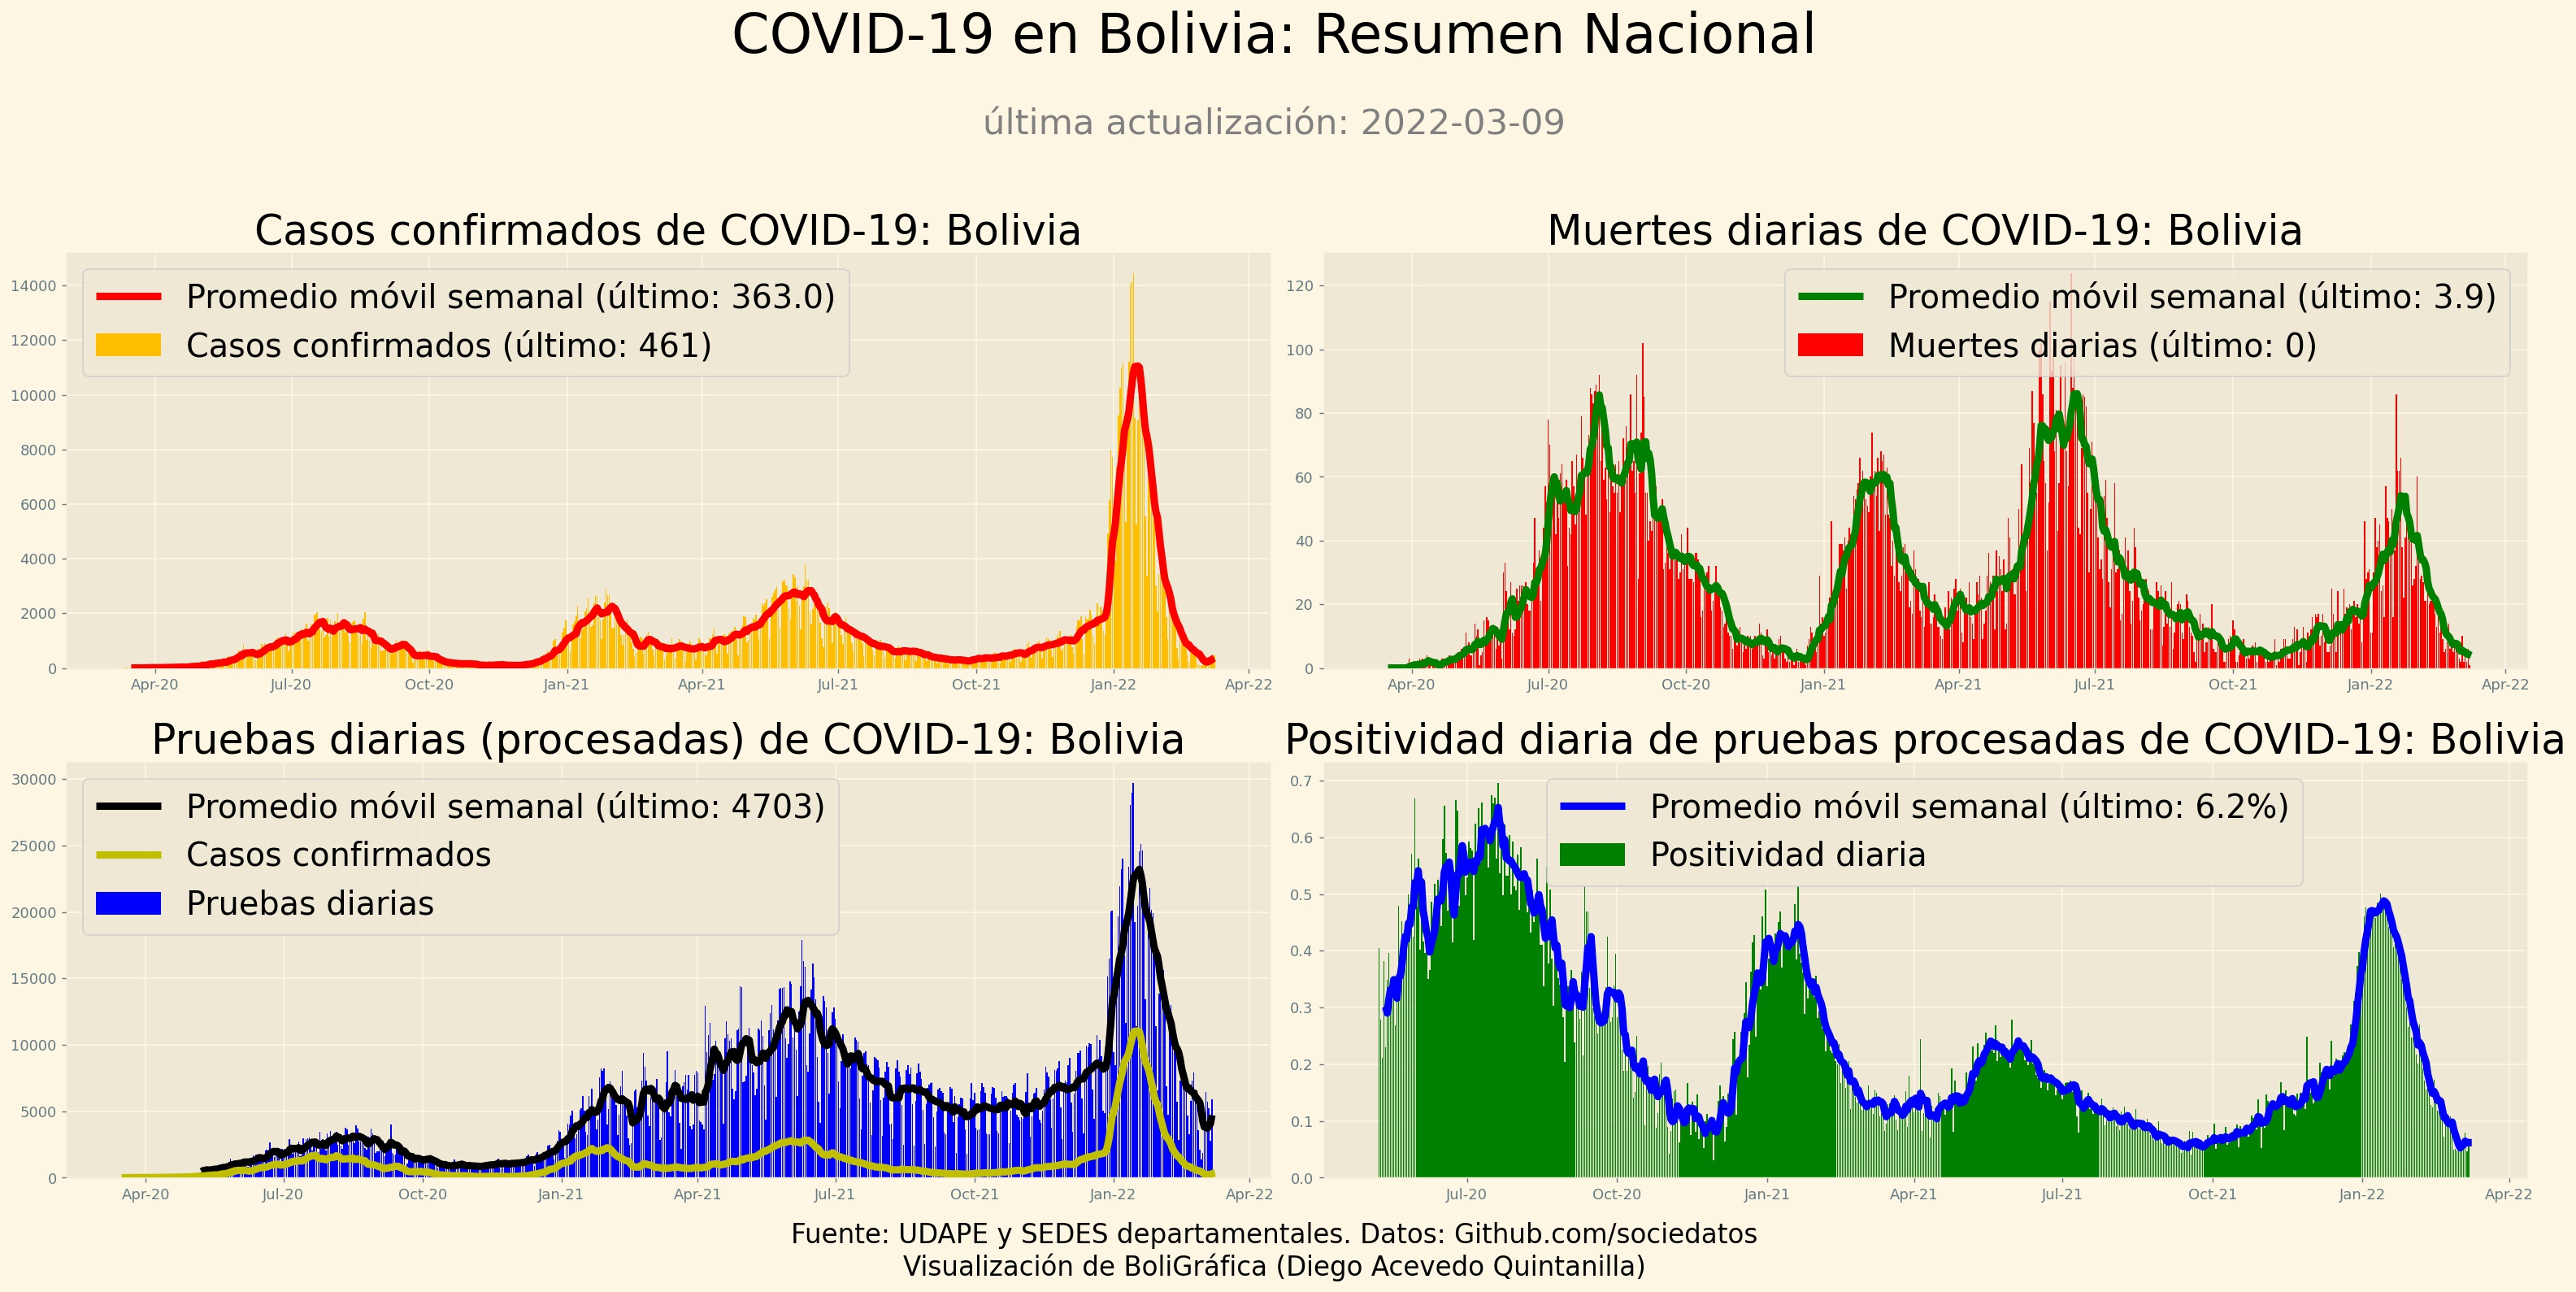 COVID-19 en Bolivia: Resumen Nacional
última actualización: 2022-03-09
Casos confirmados de COVID-19: Bolivia
Promedio móvil semanal (último: 363.0)
Casos confirmados (último: 461)
14000
12000
10000
8000
6000
4000
2000
0
Apr-20 Jul-20 Oct-20 Jan-21 Apr-21 Jul-21 Oct-21 Jan-22 Apr-22
Muertes diarias de COVID-19: Bolivia
Promedio móvil semanal (último: 3.9)
Muertes diarias (último: 0)
120
100
80
60
40
20
0
Apr-20 Jul-20 Oct-20 Jan-21 Apr-21 Jul-21 Oct-21 Jan-22 Apr-22
Pruebas diarias (procesadas) de COVID-19: Bolivia
Promedio móvil semanal (último: 4703)
Casos confirmados
Pruebas diarias
30000
25000
20000
15000
10000
5000
0
Apr-20 Jul-20 Oct-20 Jan-21 Apr-21 Jul-21 Oct-21 Jan-22 Apr-22
Positividad diaria de pruebas procesadas de COVID-19: Bolivia
Promedio móvil semanal (último: 6.2%)
Positividad diaria
0.7
0.6
0.5
0.4
0.3
0.2
0.1
0.0
Jul-20 Oct-20 Jan-21 Apr-21 Jul-21 Oct-21 Jan-22 Apr-22
Fuente: UDAPE y SEDES departamentales. Datos: Github.com/sociedatos
Visualización de BoliGráfica (Diego Acevedo Quintanilla)